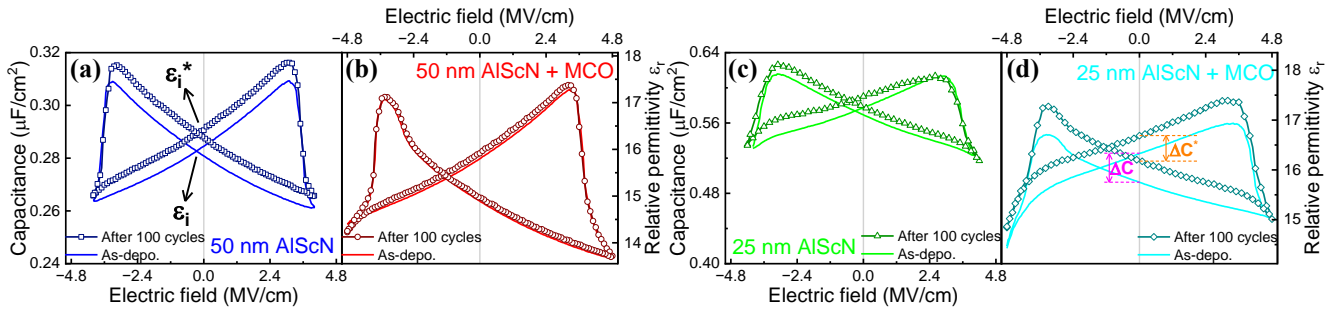 Electric field (MV/cm)
-4.8 -2.4 0.0 2.4 4.8
Capacitance (μF/cm²)
0.32
0.30
0.28
0.26
0.24
(a)
εᵢ*
εᵢ
50 nm AlScN
After 100 cycles
As-depo.
-4.8 -2.4 0.0 2.4
Electric field (MV/cm)
(b)
50 nm AlScN + MCO
After 100 cycles
As-depo.
18
17
16
15
14
Relative permittivity εᵣ
Electric field (MV/cm)
-4.8 -2.4 0.0 2.4 4.8
Capacitance (μF/cm²)
0.64
0.56
0.48
0.40
(c)
25 nm AlScN
After 100 cycles
As-depo.
-4.8 -2.4 0.0 2.4 4.8
Electric field (MV/cm)
(d)
25 nm AlScN + MCO
ΔC*
ΔC
After 100 cycles
As-depo.
18
17
16
15
Relative permittivity εᵣ